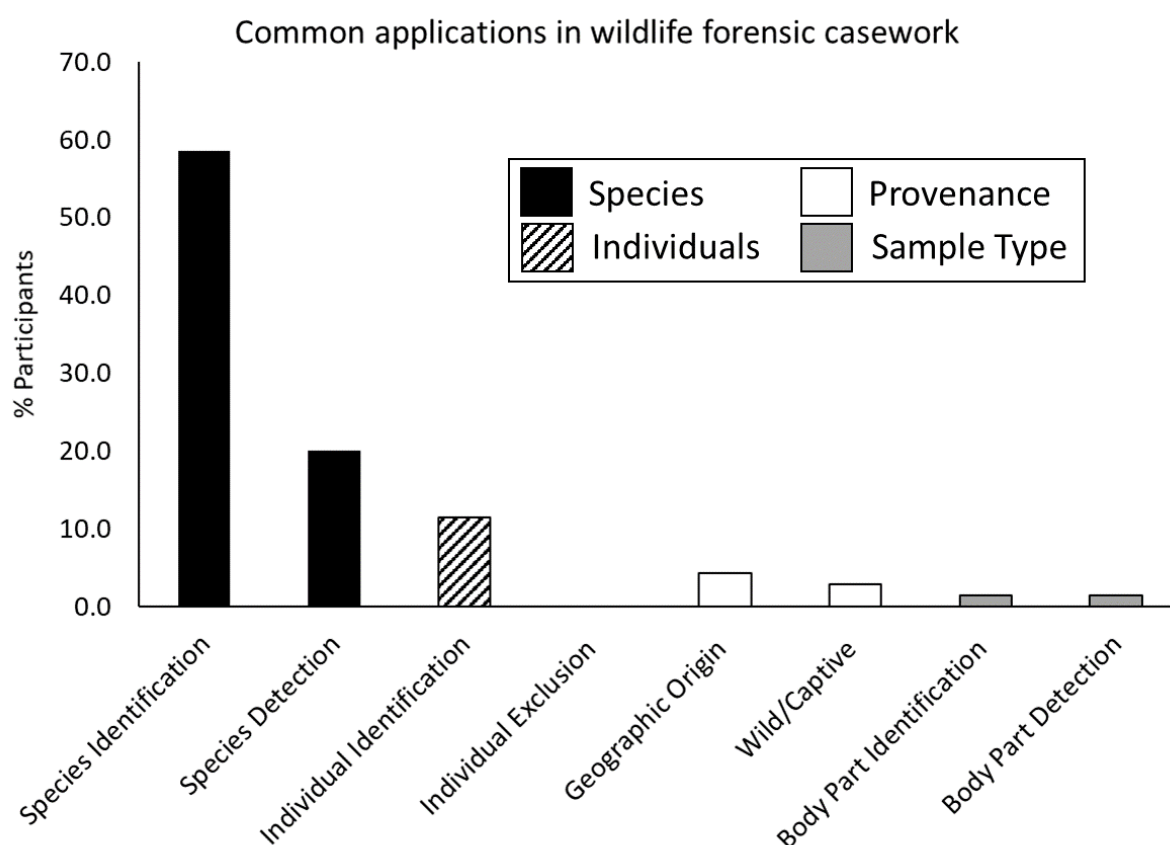 Common applications in wildlife forensic casework
% Participants
70.0
60.0
50.0
40.0
30.0
20.0
10.0
0.0
Species
Provenance
Individuals
Sample Type
Species Identification
Species Detection
Individual Identification
Individual Exclusion
Geographic Origin
Wild/Captive
Body Part Identification
Body Part Detection